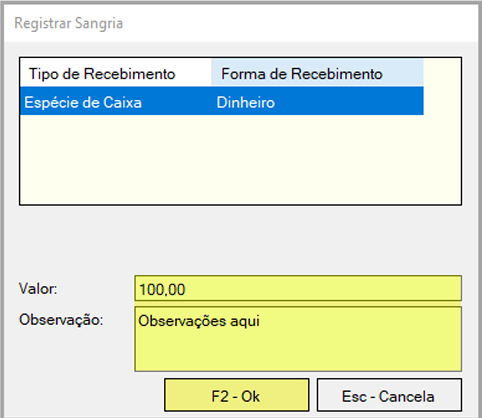 Registrar Sangria
Tipo de Recebimento Forma de Recebimento
Espécie de Caixa Dinheiro
Valor: 100,00
Observação: Observações aqui
F2 - Ok Esc - Cancela